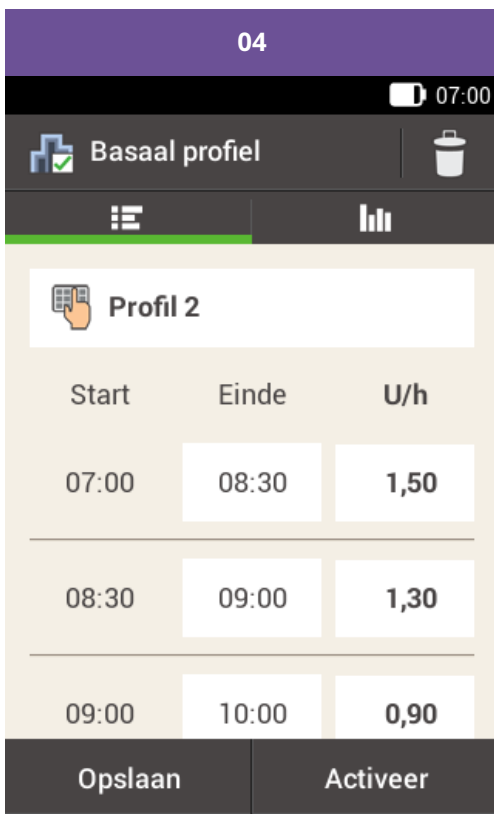 04
07:00
Basaal profiel
Profil 2
Start Einde U/h
07:00 08:30 1,50
08:30 09:00 1,30
09:00 10:00 0,90
Opslaan Activeer